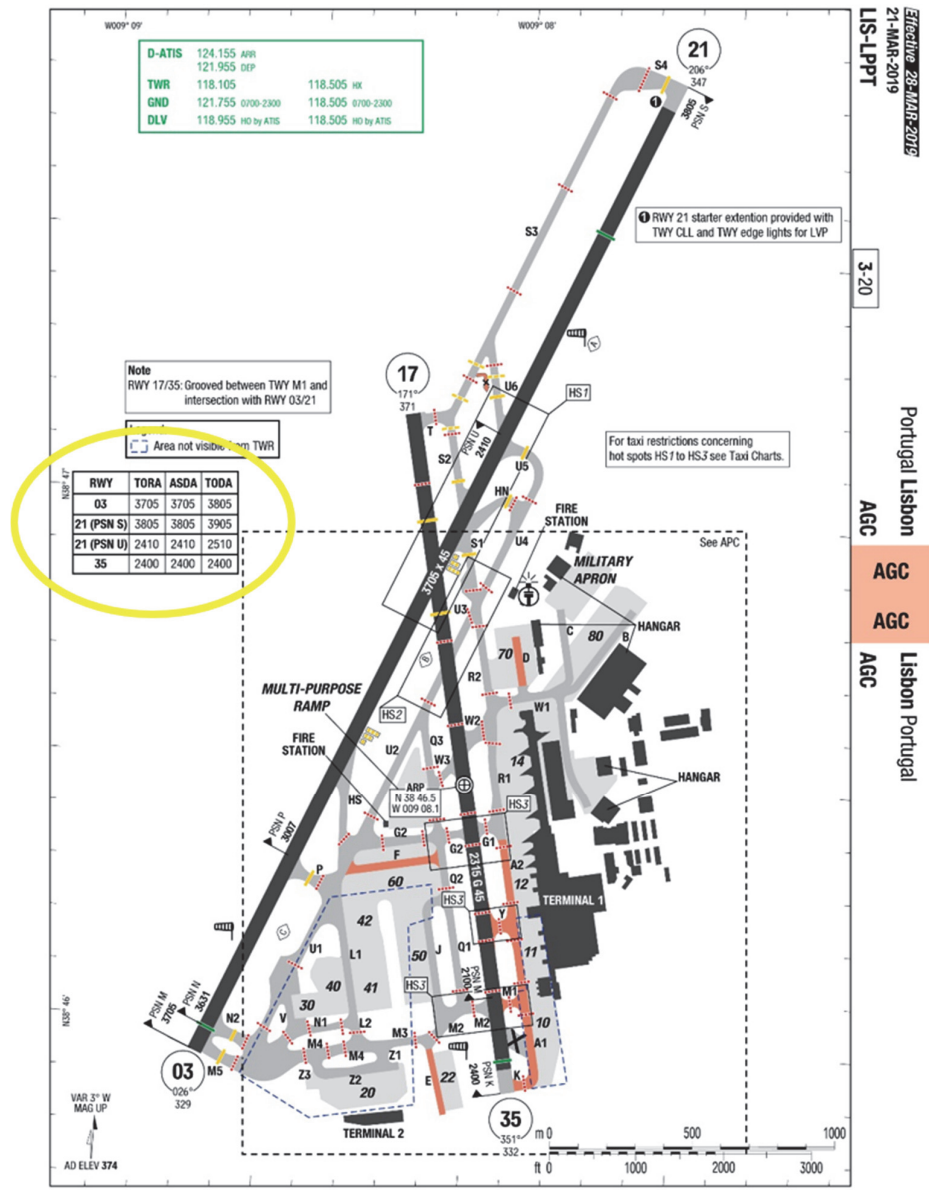 Effective 28-MAR-2019
21-MAR-2019
LIS-LPPT
3-20
Portugal Lisbon
AGC
AGC
AGC
AGC
Lisbon Portugal
W009° 09'
W009° 08'
D-ATIS 124.155 ARR
121.955 DEP
TWR 118.105 118.505 HX
GND 121.755 0700-2300 118.505 0700-2300
DLV 118.955 HO by ATIS 118.505 HO by ATIS
21
206°
347
S4
1
3805
PSN S
1 RWY 21 starter extention provided with
TWY CLL and TWY edge lights for LVP
S3
A
Note
RWY 17/35: Grooved between TWY M1 and
intersection with RWY 03/21
Area not visible from TWR
17
171°
371
U6
HS1
T
S2
PSN U
2410
U5
For taxi restrictions concerning
hot spots HS1 to HS3 see Taxi Charts.
N38° 47'
RWY TORA ASDA TODA
03 3705 3705 3805
21 (PSN S) 3805 3805 3905
21 (PSN U) 2410 2410 2510
35 2400 2400 2400
HN
FIRE
STATION
U4
See APC
S1
3705 x 45
MILITARY
APRON
U3
HANGAR
C
80
B
70
D
B
R2
MULTI-PURPOSE
RAMP
HS2
W1
W2
FIRE
STATION
U2
Q3
W3
14
R1
HANGAR
ARP
N 38 46.5
W 009 08.1
HS
HS3
PSN P
3007
G2
G2
G1
F
2315 G 45
A2
P
60
Q2
12
HS3
TERMINAL 1
42
Y
C
U1
L1
50
J
Q1
11
40
41
HS3
PSN M
2100
30
M1
N38° 46'
PSN M
3705
PSN N
3631
N2
V
N1
L2
M2
M2
10
M4
M3
A1
M5
M4
Z1
03
026°
329
Z3
Z2
E
22
PSN K
2400
K
20
35
351°
332
TERMINAL 2
VAR 3° W
MAG UP
AD ELEV 374
m 0 500 1000
ft 0 1000 2000 3000